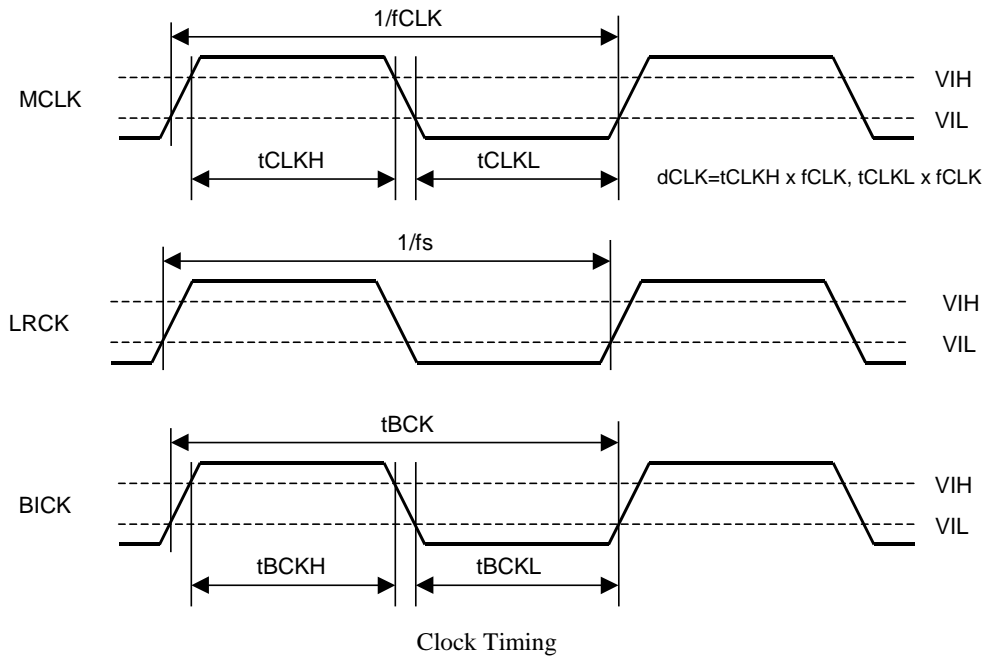 1/fCLK
MCLK
VIH
VIL
tCLKH
tCLKL
dCLK=tCLKH x fCLK, tCLKL x fCLK
1/fs
LRCK
VIH
VIL
tBCK
BICK
VIH
VIL
tBCKH
tBCKL
Clock Timing